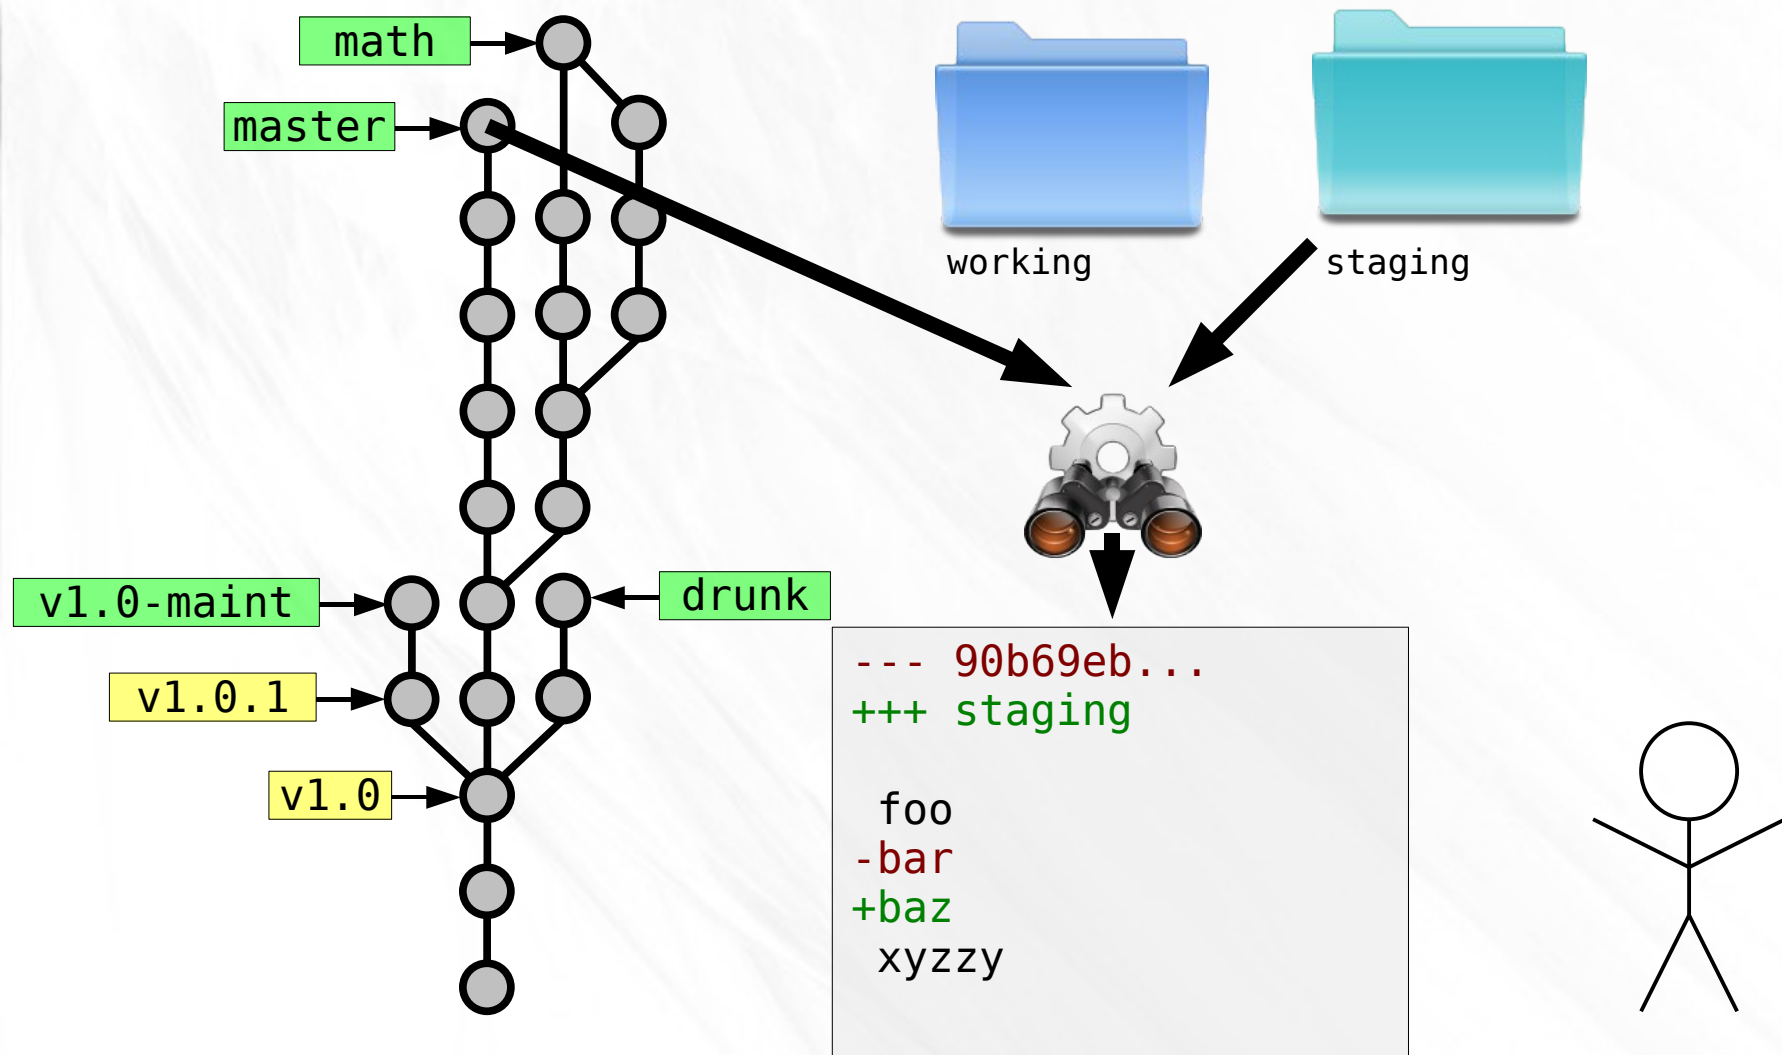 math
master
working
staging
v1.0-maint
drunk
v1.0.1
v1.0
--- 90b69eb...
+++ staging
 foo
-bar
+baz
 xyzzy